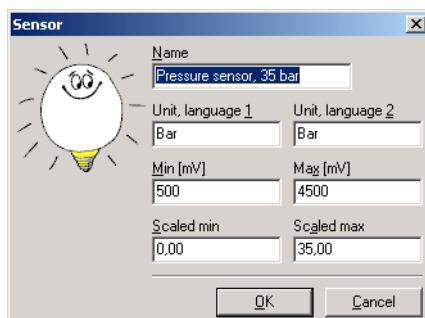 Sensor
Name
Pressure sensor, 35 bar
Unit, language 1 Unit, language 2
Bar Bar
Min [mV] Max [mV]
500 4500
Scaled min Scaled max
0,00 35,00
OK Cancel